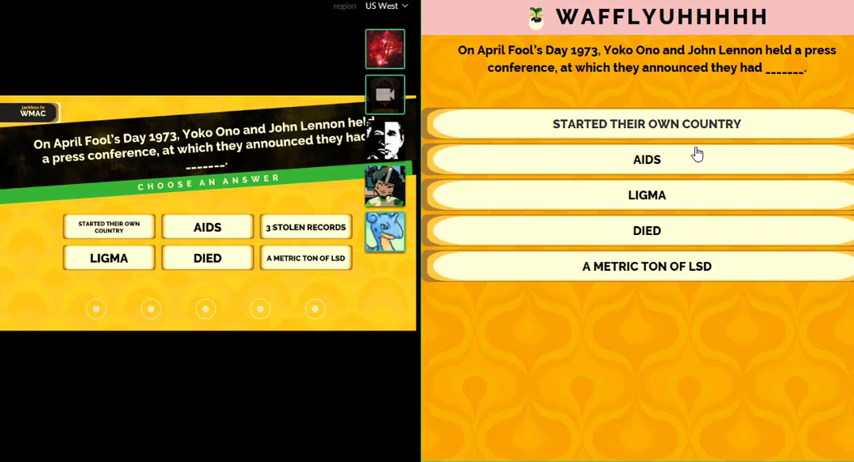 region US West
jackbox.tv
WMAC
On April Fool's Day 1973, Yoko Ono and John Lennon held
a press conference, at which they announced they had
_______.
CHOOSE AN ANSWER
STARTED THEIR OWN
COUNTRY
AIDS
3 STOLEN RECORDS
LIGMA
DIED
A METRIC TON OF LSD
WAFFLYUHHHHH
On April Fool's Day 1973, Yoko Ono and John Lennon held a press
conference, at which they announced they had _______.
STARTED THEIR OWN COUNTRY
AIDS
LIGMA
DIED
A METRIC TON OF LSD